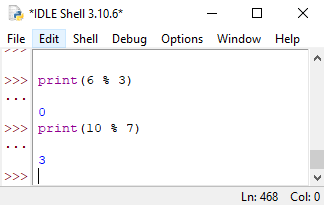 *IDLE Shell 3.10.6*
File Edit Shell Debug Options Window Help
>>>
>>> print(6 % 3)
...
0
>>> print(10 % 7)
...
3
>>>
Ln: 468 Col: 0